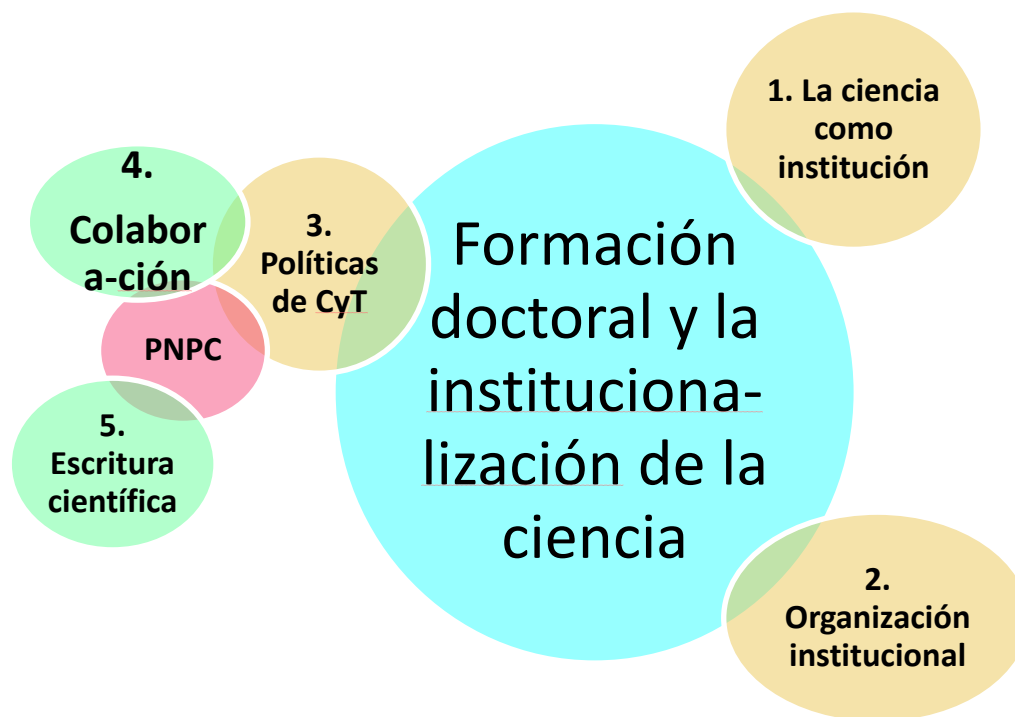 1. La ciencia
como
institución
4.
Colabor
a-ción
3.
Políticas
de CyT
PNPC
5.
Escritura
científica
Formación
doctoral y la
instituciona-
lización de la
ciencia
2.
Organización
institucional